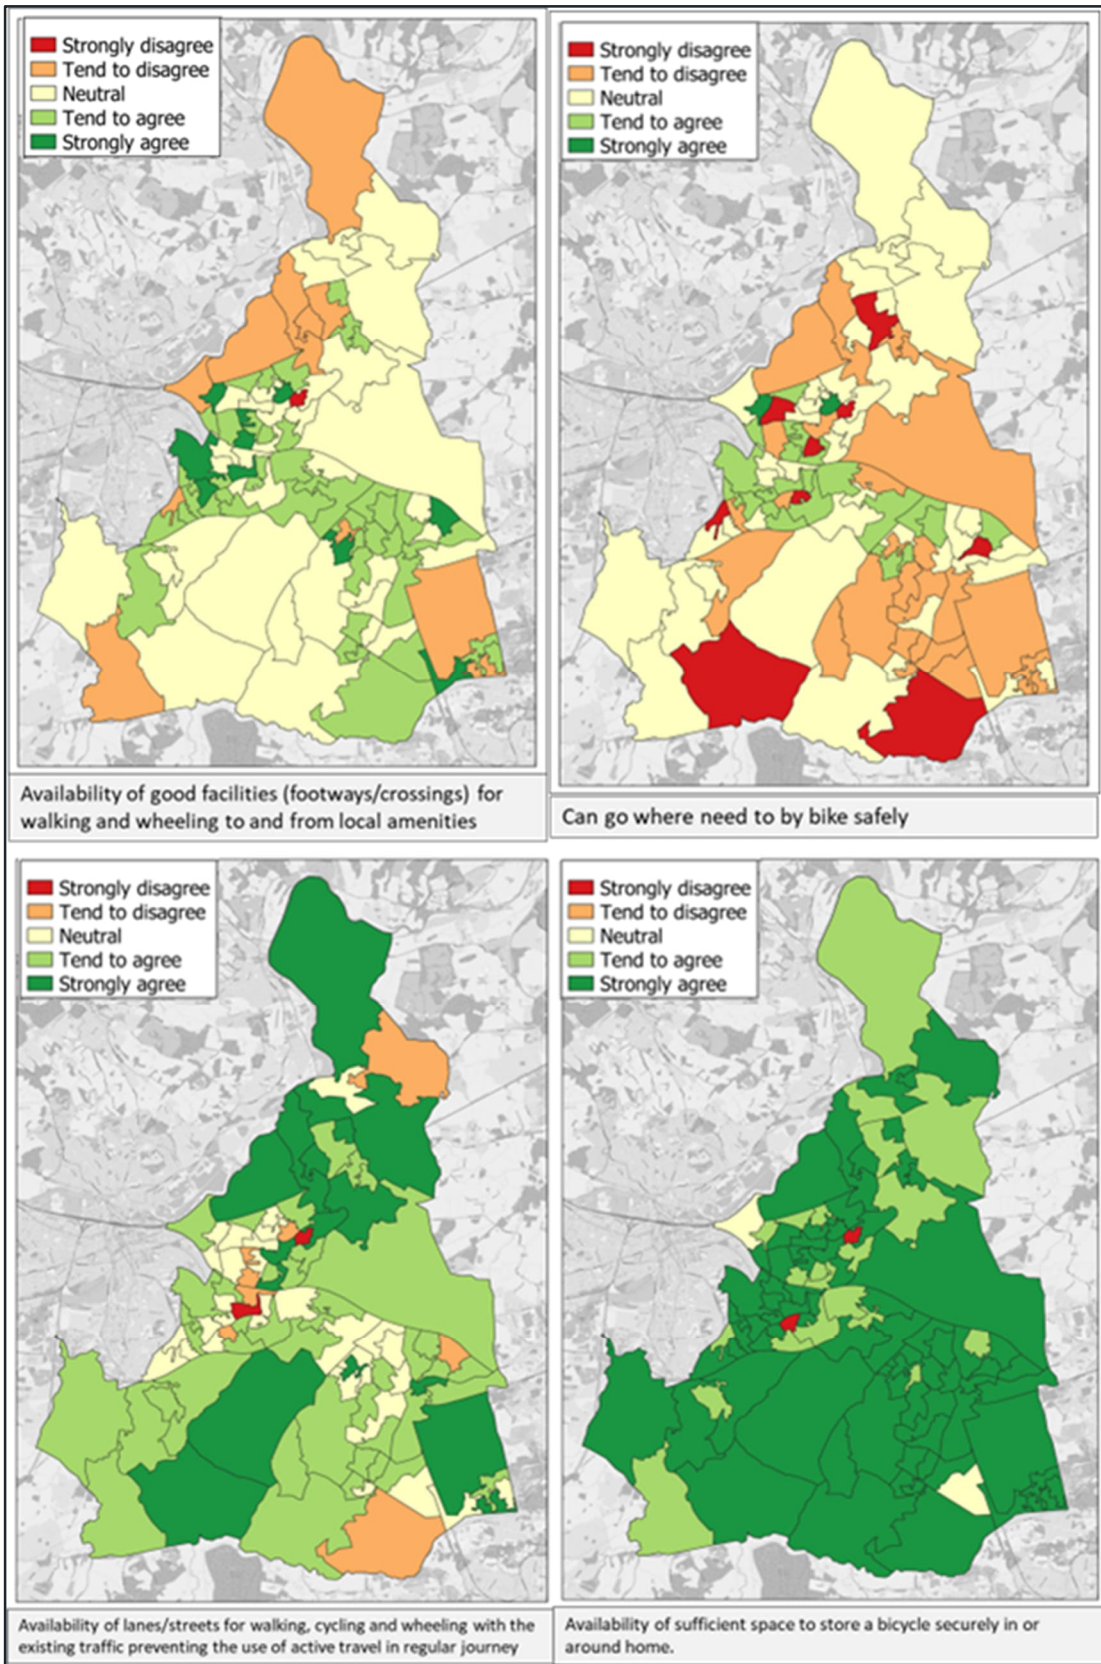 Strongly disagree
Tend to disagree
Neutral
Tend to agree
Strongly agree
Availability of good facilities (footways/crossings) for
walking and wheeling to and from local amenities
Strongly disagree
Tend to disagree
Neutral
Tend to agree
Strongly agree
Can go where need to by bike safely
Strongly disagree
Tend to disagree
Neutral
Tend to agree
Strongly agree
Availability of lanes/streets for walking, cycling and wheeling with the
existing traffic preventing the use of active travel in regular journey
Strongly disagree
Tend to disagree
Neutral
Tend to agree
Strongly agree
Availability of sufficient space to store a bicycle securely in or
around home.